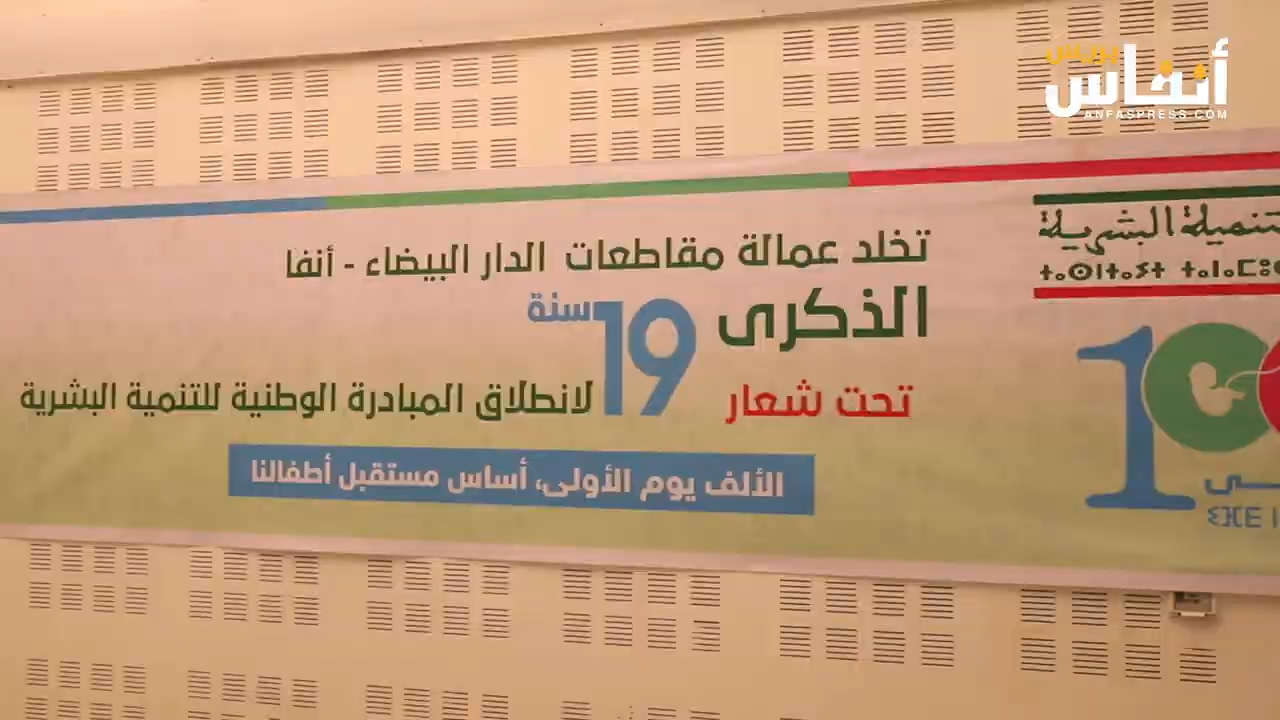 أنفاس بريس
ANFASPRESS.COM
تخلد عمالة مقاطعات الدار البيضاء - أنفا
الذكرى 19 سنة
لانطلاق المبادرة الوطنية للتنمية البشرية
تحت شعار
الألف يوم الأولى، أساس مستقبل أطفالنا
البشرية